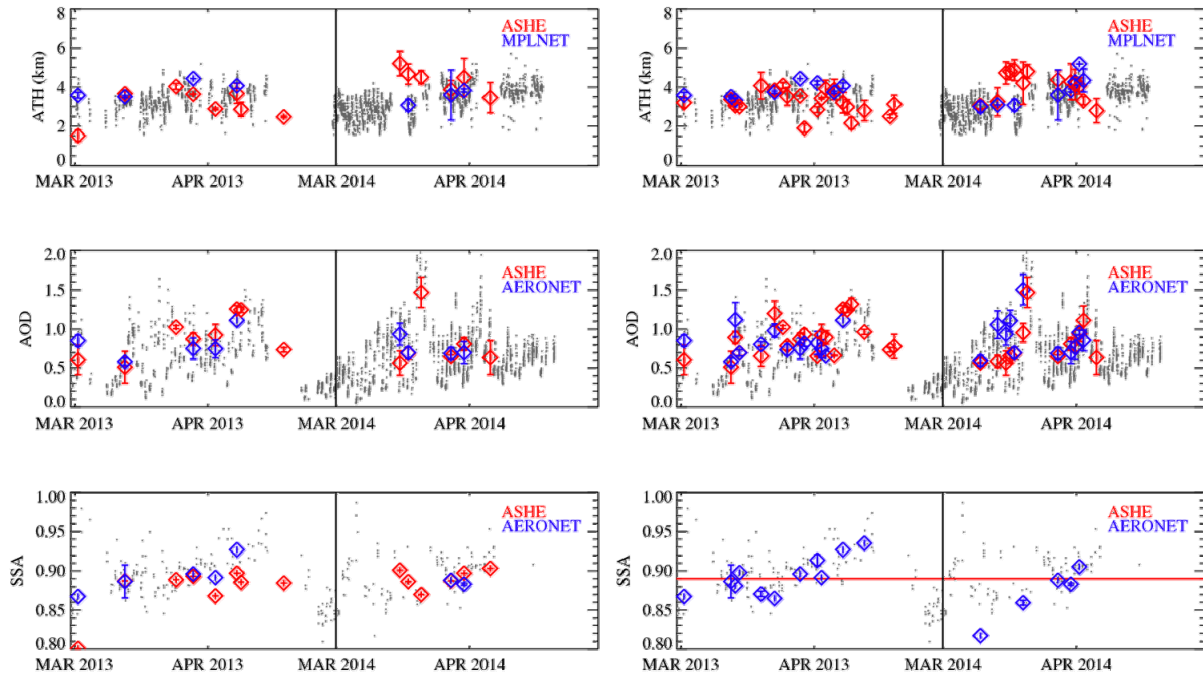 8
6
4
2
0
ATH (km)
ASHE
MPLNET
MAR 2013
APR 2013
MAR 2014
APR 2014
8
6
4
2
0
ATH (km)
ASHE
MPLNET
MAR 2013
APR 2013
MAR 2014
APR 2014
2.0
1.5
1.0
0.5
0.0
AOD
ASHE
AERONET
MAR 2013
APR 2013
MAR 2014
APR 2014
2.0
1.5
1.0
0.5
0.0
AOD
ASHE
AERONET
MAR 2013
APR 2013
MAR 2014
APR 2014
1.00
0.95
0.90
0.85
0.80
SSA
ASHE
AERONET
MAR 2013
APR 2013
MAR 2014
APR 2014
1.00
0.95
0.90
0.85
0.80
SSA
ASHE
AERONET
MAR 2013
APR 2013
MAR 2014
APR 2014